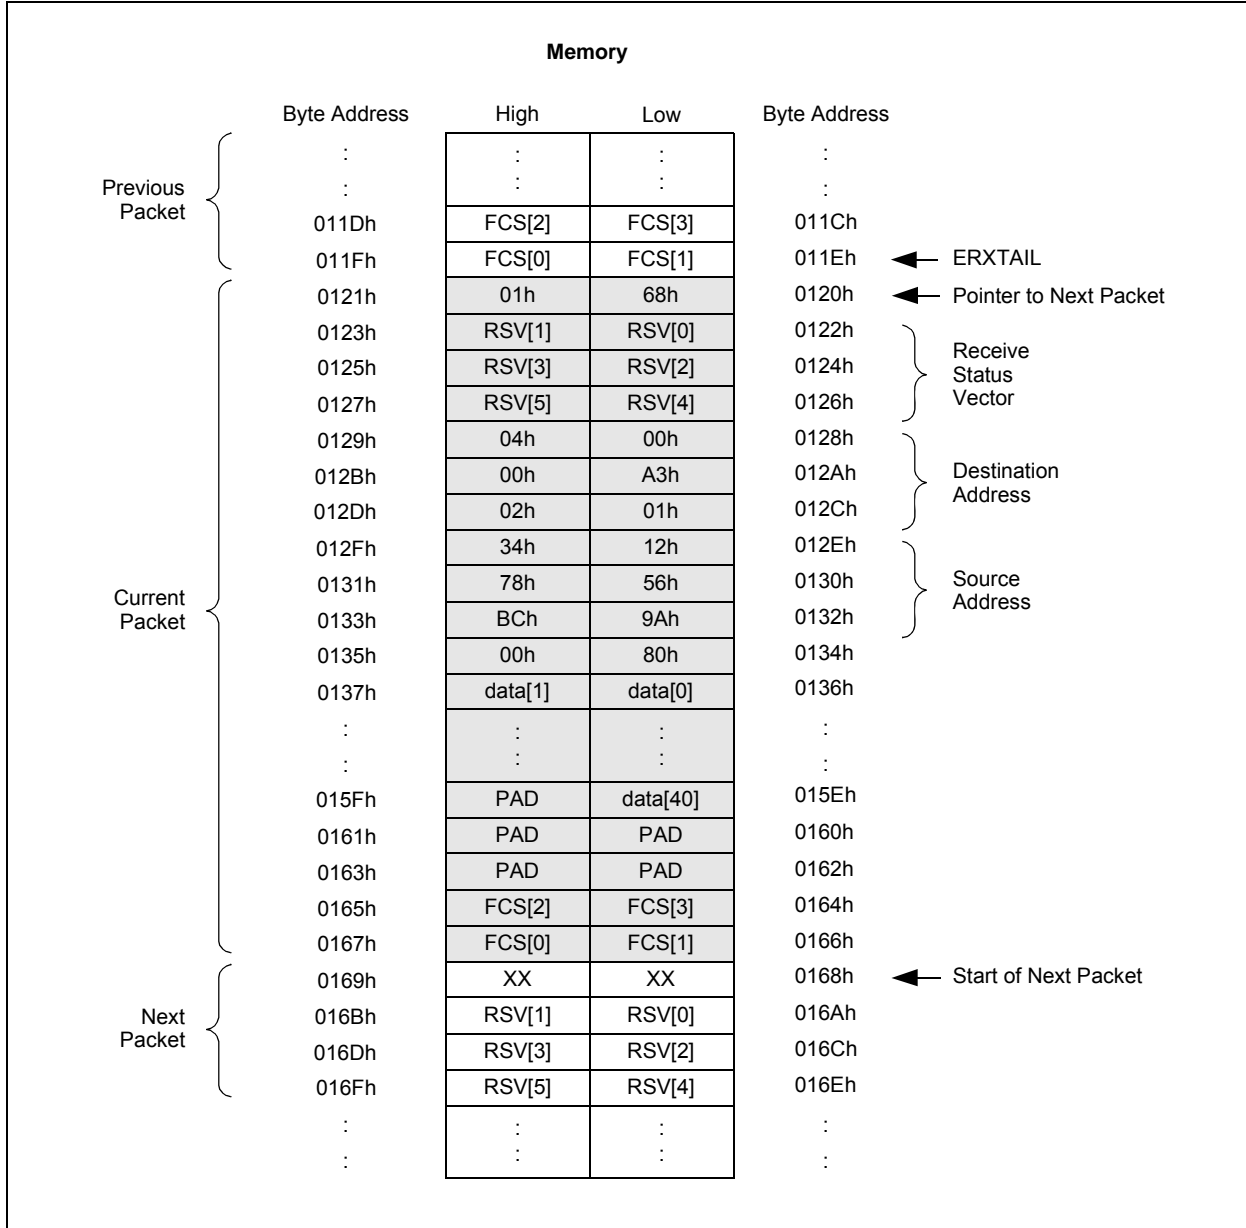 Memory
Byte Address High Low Byte Address
: : : :
: : : :
Previous
Packet
011Dh FCS[2] FCS[3] 011Ch
011Fh FCS[0] FCS[1] 011Eh ERXTAIL
0121h 01h 68h 0120h Pointer to Next Packet
0123h RSV[1] RSV[0] 0122h
0125h RSV[3] RSV[2] 0124h
0127h RSV[5] RSV[4] 0126h
Receive
Status
Vector
0129h 04h 00h 0128h
012Bh 00h A3h 012Ah
012Dh 02h 01h 012Ch
Destination
Address
012Fh 34h 12h 012Eh
0131h 78h 56h 0130h
0133h BCh 9Ah 0132h
Source
Address
Current
Packet
0135h 00h 80h 0134h
0137h data[1] data[0] 0136h
: : : :
: : : :
015Fh PAD data[40] 015Eh
0161h PAD PAD 0160h
0163h PAD PAD 0162h
0165h FCS[2] FCS[3] 0164h
0167h FCS[0] FCS[1] 0166h
0169h XX XX 0168h Start of Next Packet
016Bh RSV[1] RSV[0] 016Ah
016Dh RSV[3] RSV[2] 016Ch
016Fh RSV[5] RSV[4] 016Eh
Next
Packet
: : : :
: : : :